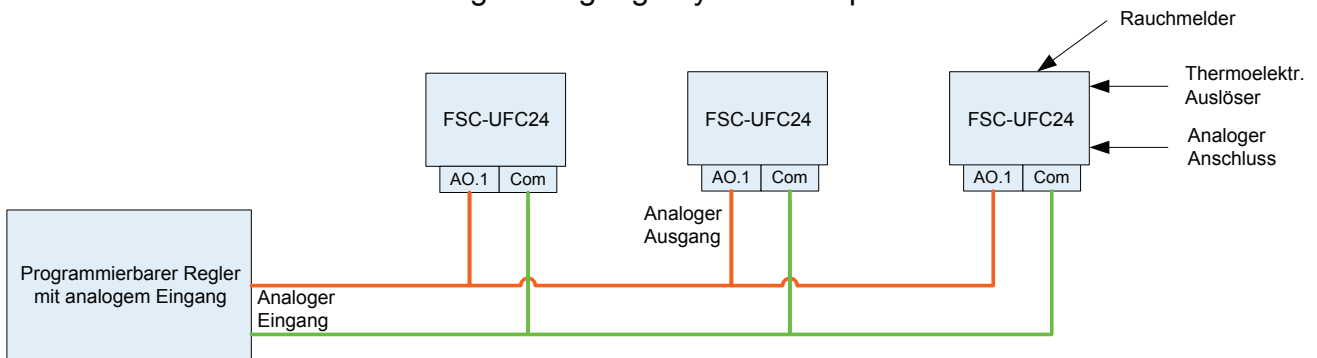 Rauchmelder
Thermoelektr.
Auslöser
Analoger
Anschluss
FSC-UFC24
FSC-UFC24
FSC-UFC24
AO.1 Com
AO.1 Com
AO.1 Com
Analoger
Ausgang
Programmierbarer Regler
mit analogem Eingang
Analoger
Eingang